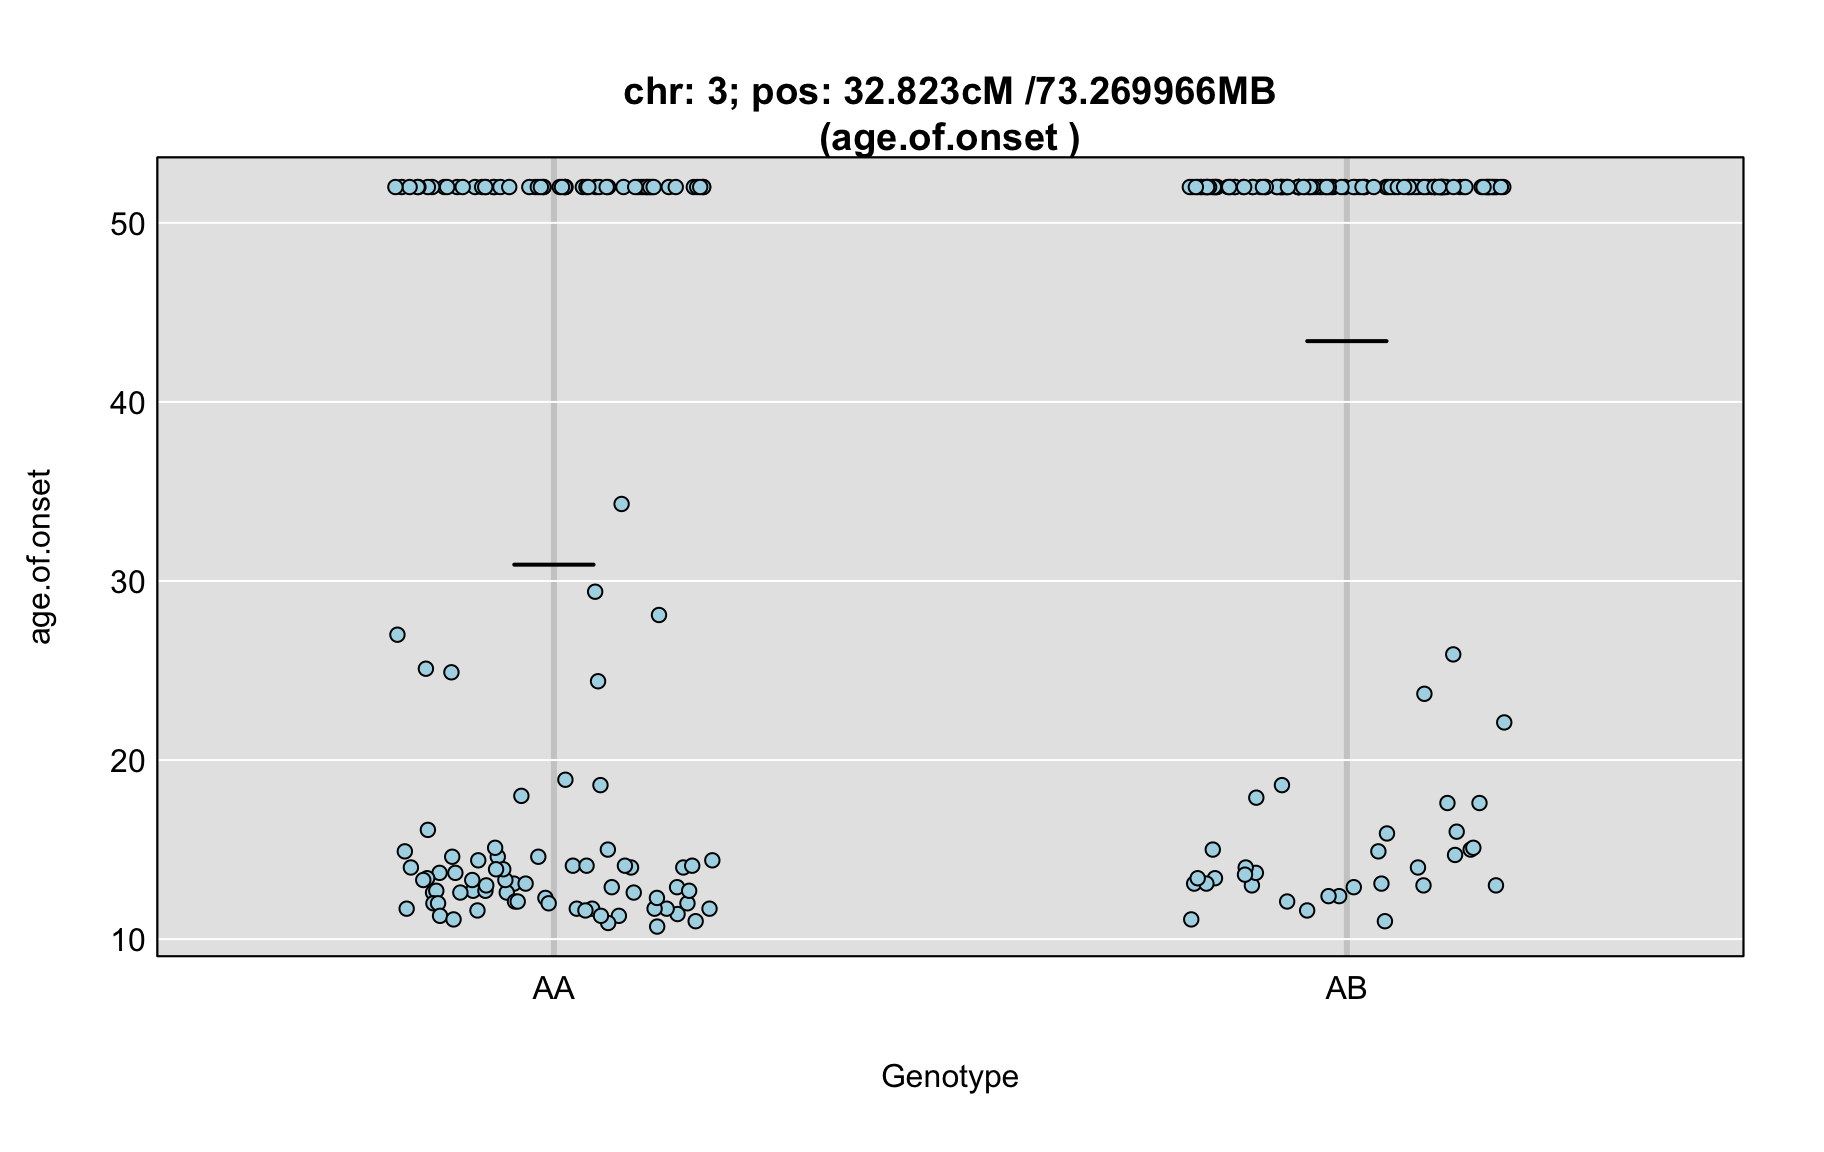 chr: 3; pos: 32.823cM /73.269966MB
(age.of.onset )
50
40
30
20
10
age.of.onset
AA
AB
Genotype